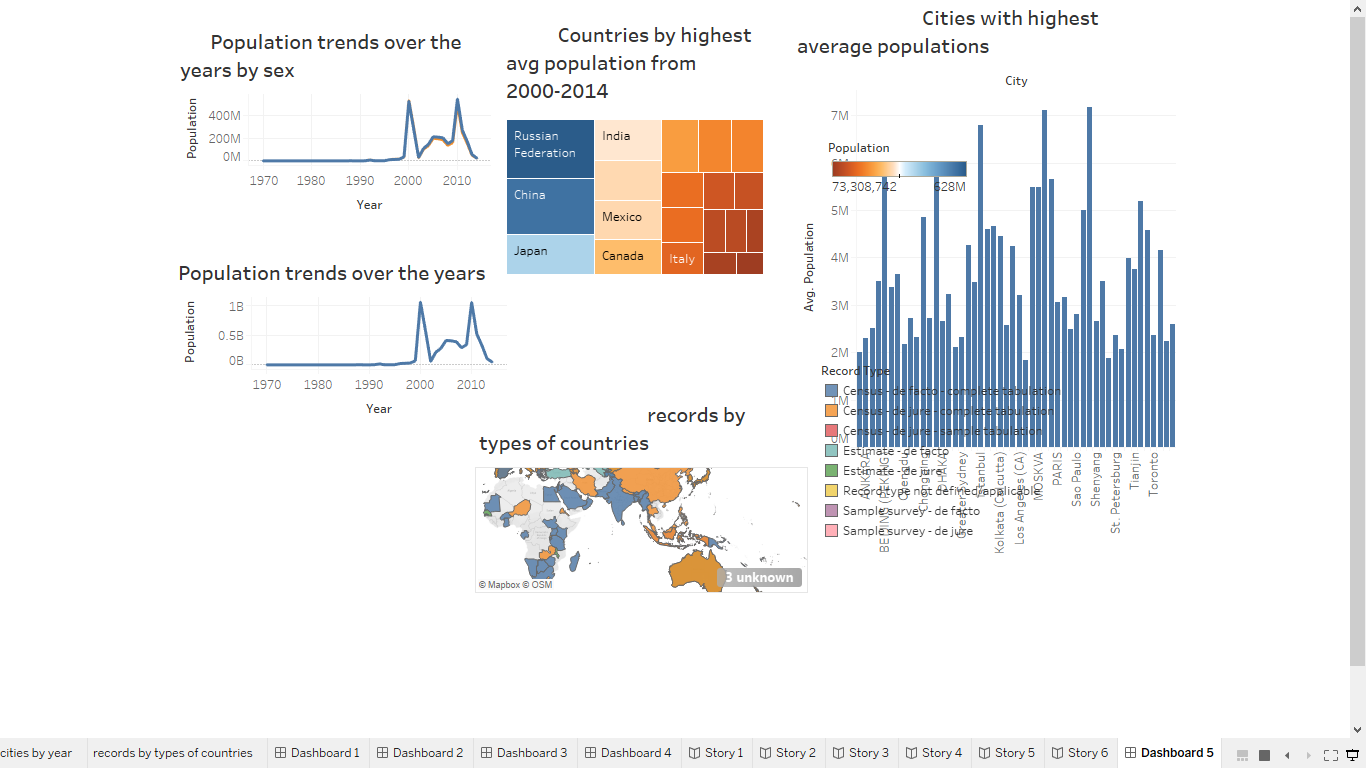 Population trends over the
years by sex
Population
400M
200M
0M
1970 1980 1990 2000 2010
Year
Countries by highest
avg population from
2000-2014
Russian
Federation
China
Japan
India
Mexico
Canada
Italy
Cities with highest
average populations
City
Avg. Population
7M
5M
4M
3M
2M
1M
0M
Population
73,308,742 628M
Record Type
Census - de facto - complete tabulation
Census - de jure - complete tabulation
Census - de jure - sample tabulation
Estimate - de facto
Estimate - de jure
Record type not defined/applicable
Sample survey - de facto
Sample survey - de jure
ANKARA
Chengdu
DHAKA
Greater Sydney
Istanbul
Kolkata (Calcutta)
Los Angeles (CA)
MOSKVA
PARIS
Sao Paulo
Shenyang
St. Petersburg
Tianjin
Toronto
Population trends over the years
Population
1B
0.5B
0B
1970 1980 1990 2000 2010
Year
records by
types of countries
3 unknown
© Mapbox © OSM
cities by year
records by types of countries
Dashboard 1
Dashboard 2
Dashboard 3
Dashboard 4
Story 1
Story 2
Story 3
Story 4
Story 5
Story 6
Dashboard 5